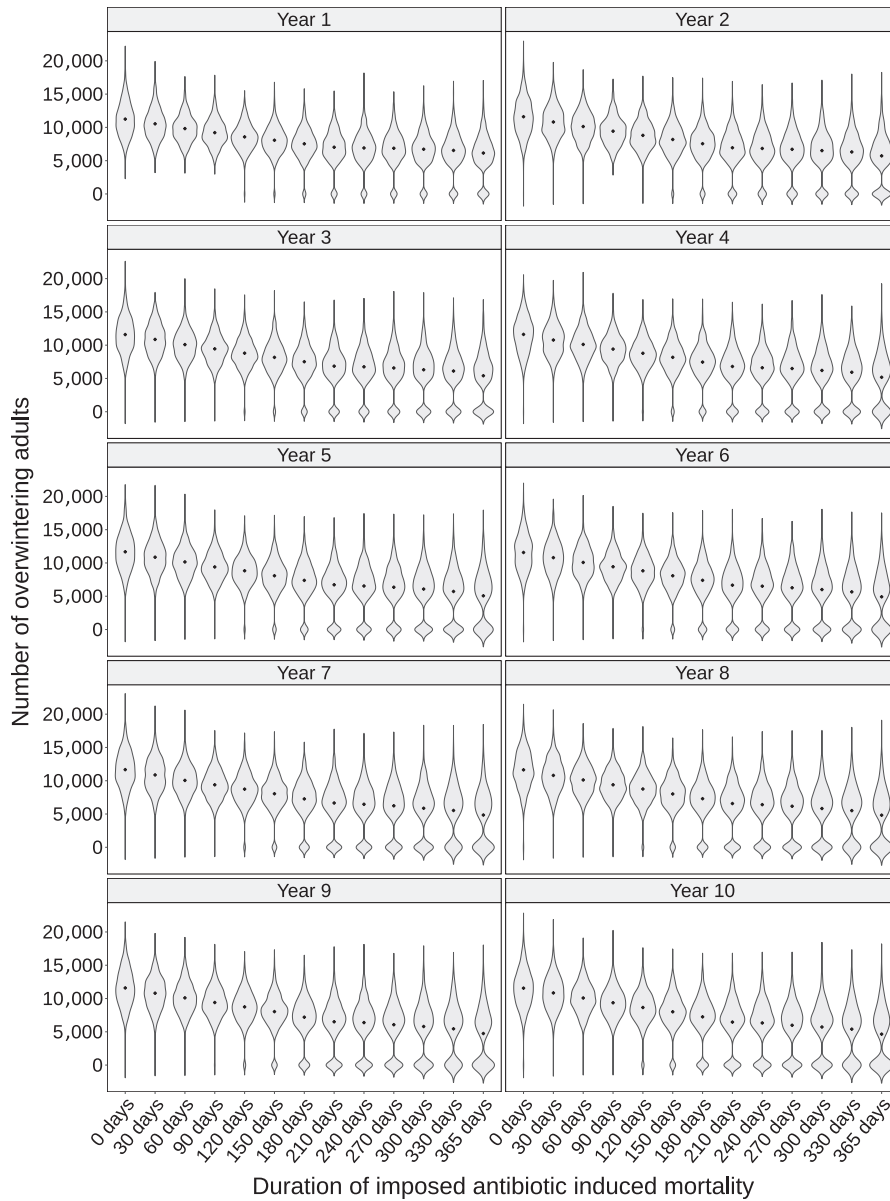 Year 1
Year 2
20,000
15,000
10,000
5,000
0
Year 3
Year 4
20,000
15,000
10,000
5,000
0
Year 5
Year 6
20,000
15,000
10,000
5,000
0
Year 7
Year 8
20,000
15,000
10,000
5,000
0
Year 9
Year 10
20,000
15,000
10,000
5,000
0
Number of overwintering adults
0 days
30 days
60 days
90 days
120 days
150 days
180 days
210 days
240 days
270 days
300 days
330 days
365 days
0 days
30 days
60 days
90 days
120 days
150 days
180 days
210 days
240 days
270 days
300 days
330 days
365 days
Duration of imposed antibiotic induced mortality